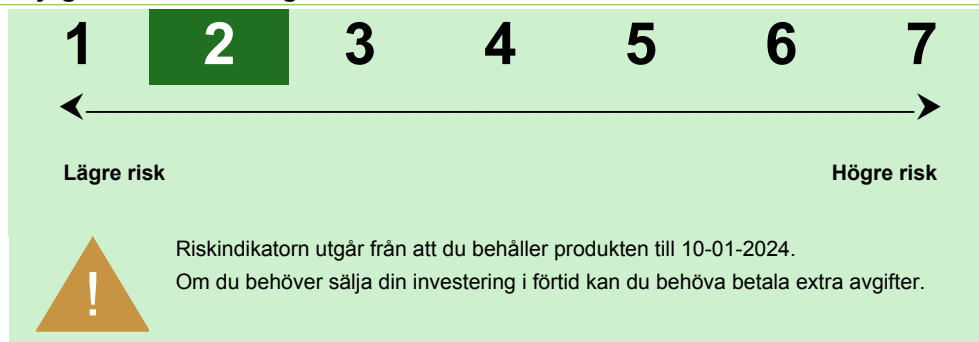 1 2 3 4 5 6 7
Lägre risk Högre risk
! Riskindikatorn utgår från att du behåller produkten till 10-01-2024.
Om du behöver sälja din investering i förtid kan du behöva betala extra avgifter.